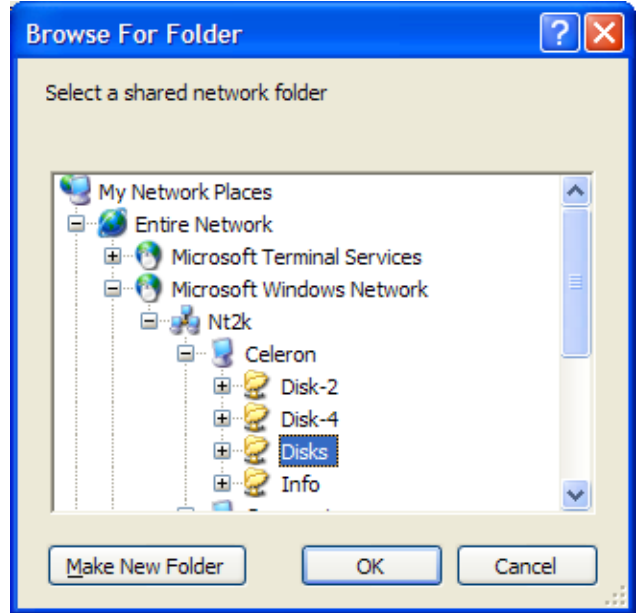 Browse For Folder
Select a shared network folder
My Network Places
Entire Network
Microsoft Terminal Services
Microsoft Windows Network
Nt2k
Celeron
Disk-2
Disk-4
Disks
Info
Make New Folder OK Cancel